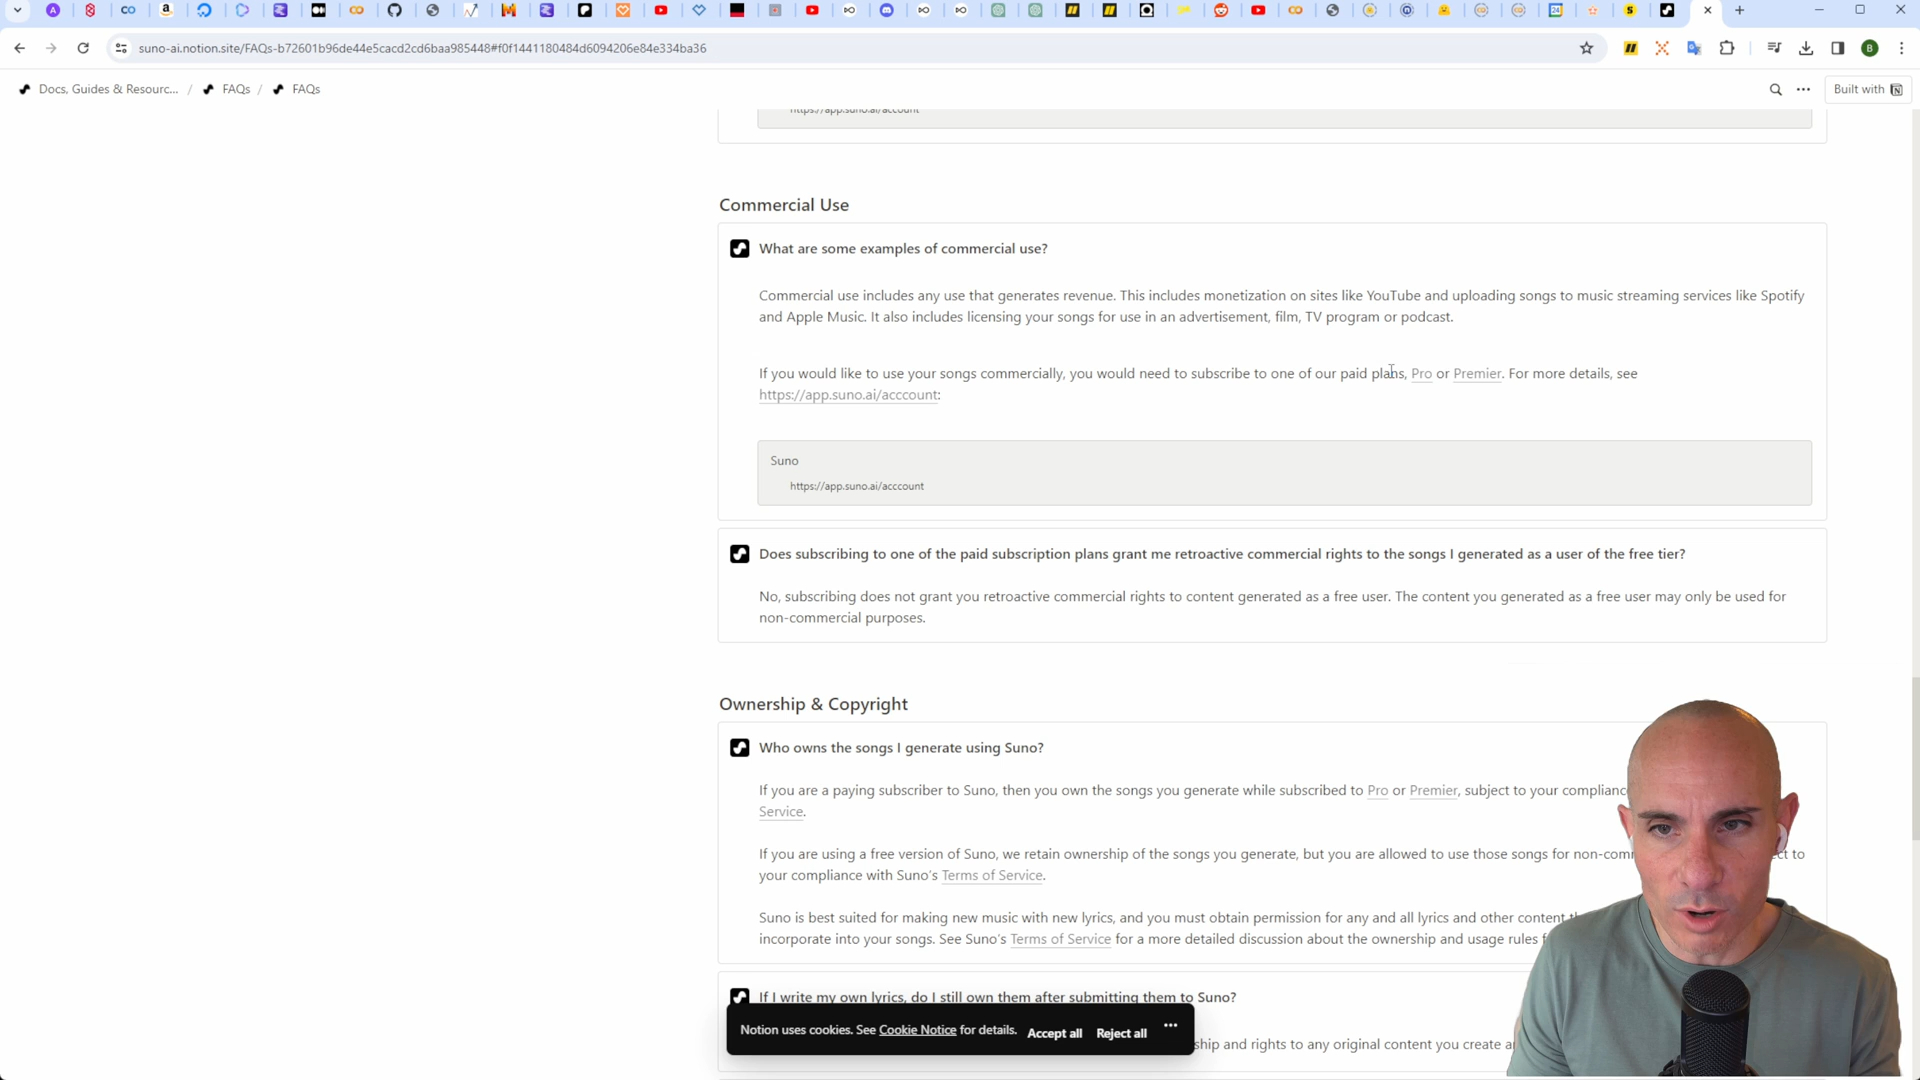 suno-ai.notion.site/FAQs-b72601b96de44e5cacd2cd6baa985448#f0f1441180484d6094206e84e334ba36
B
Docs, Guides & Resourc... / FAQs / FAQs
Built with
https://app.suno.ai/account
Commercial Use
What are some examples of commercial use?
Commercial use includes any use that generates revenue. This includes monetization on sites like YouTube and uploading songs to music streaming services like Spotify
and Apple Music. It also includes licensing your songs for use in an advertisement, film, TV program or podcast.
If you would like to use your songs commercially, you would need to subscribe to one of our paid plans, Pro or Premier. For more details, see
https://app.suno.ai/acccount:
Suno
https://app.suno.ai/acccount
Does subscribing to one of the paid subscription plans grant me retroactive commercial rights to the songs I generated as a user of the free tier?
No, subscribing does not grant you retroactive commercial rights to content generated as a free user. The content you generated as a free user may only be used for
non-commercial purposes.
Ownership & Copyright
Who owns the songs I generate using Suno?
If you are a paying subscriber to Suno, then you own the songs you generate while subscribed to Pro or Premier, subject to your
Service.
If you are using a free version of Suno, we retain ownership of the songs you generate, but you are allowed to use those songs for
to
your compliance with Suno's Terms of Service.
Suno is best suited for making new music with new lyrics, and you must obtain permission for any and all lyrics and other content
incorporate into your songs. See Suno's Terms of Service for a more detailed discussion about the ownership and usage rules
If I write my own lyrics, do I still own them after submitting them to Suno?
Notion uses cookies. See Cookie Notice for details. Accept all Reject all •••
and rights to any original content you create